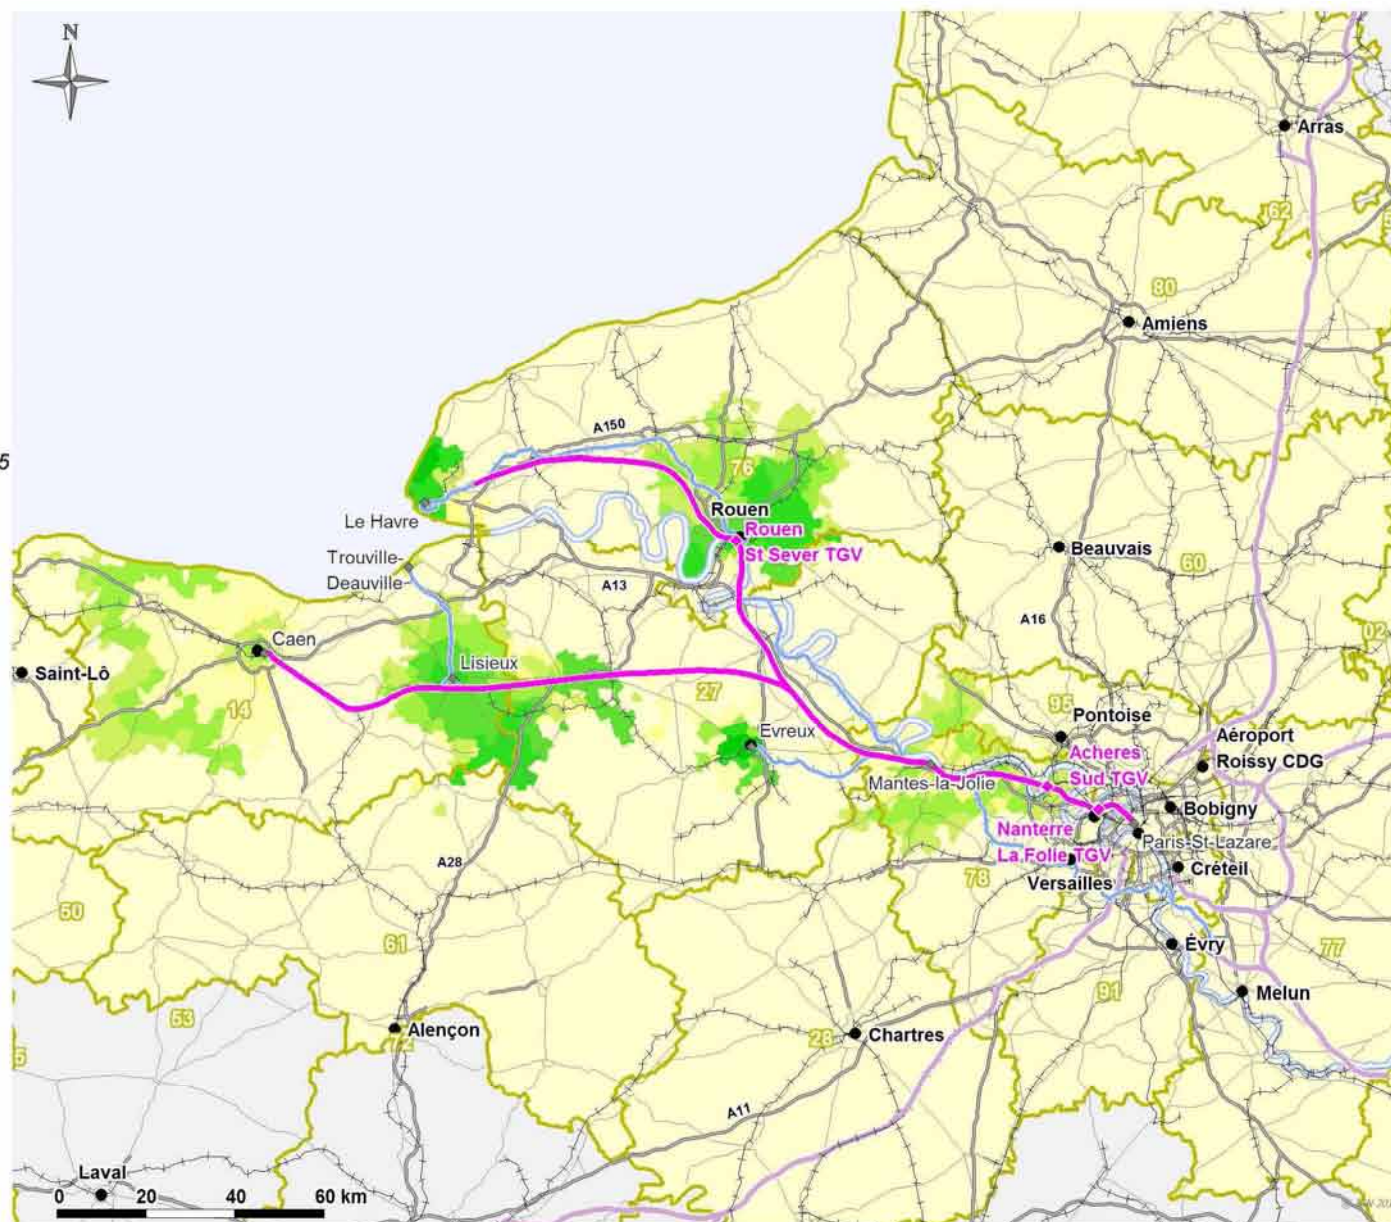 N
Arras
62
80
Amiens
5
A150
76
Le Havre
Rouen
Rouen
St Sever TGV
Trouville-
Deauville
A13
Beauvais
60
A16
02
Caen
Saint-Lô
Lisieux
14
27
95
Pontoise
Evreux
Aéroport
Roissy CDG
Acheres
Sud TGV
Mantes-la-Jolie
Bobigny
Nanterre
La Folie TGV
Paris-St-Lazare
A28
78
Versailles
Créteil
50
61
Évry
77
91
Melun
53
Alençon
72
28
Chartres
5
A11
Laval
0 20 40 60 km